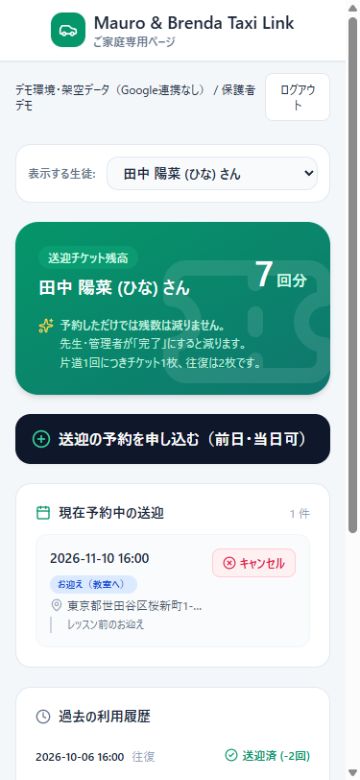 Mauro & Brenda Taxi Link
ご家庭専用ページ
デモ環境・架空データ（Google連携なし） / 保護者
デモ
ログアウ
ト
表示する生徒:
田中 陽菜 (ひな) さん
送迎チケット残高
7 回分
田中 陽菜 (ひな) さん
予約しただけでは残数は減りません。
先生・管理者が「完了」にすると減ります。
片道1回につきチケット1枚、往復は2枚です。
送迎の予約を申し込む（前日・当日可）
現在予約中の送迎
1 件
2026-11-10 16:00
キャンセル
お迎え（教室へ）
東京都世田谷区桜新町1-...
レッスン前のお迎え
過去の利用履歴
2026-10-06 16:00 往復
送迎済 (-2回)